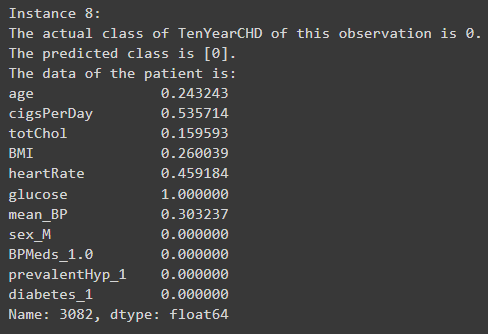 Instance 8:
The actual class of TenYearCHD of this observation is 0.
The predicted class is [0].
The data of the patient is:
age 0.243243
cigsPerDay 0.535714
totChol 0.159593
BMI 0.260039
heartRate 0.459184
glucose 1.000000
mean_BP 0.303237
sex_M 0.000000
BPMeds_1.0 0.000000
prevalentHyp_1 0.000000
diabetes_1 0.000000
Name: 3082, dtype: float64